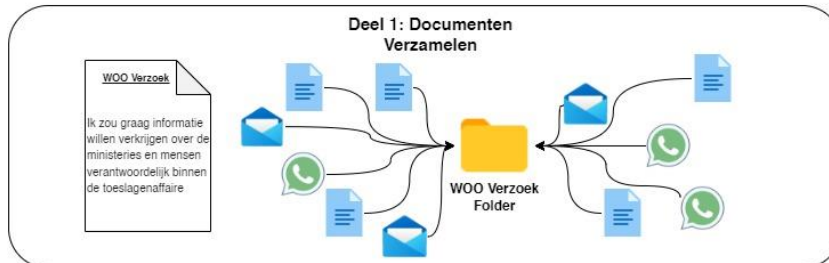 Deel 1: Documenten
Verzamelen
WOO Verzoek
Ik zou graag informatie
willen verkrijgen over de
ministeries en mensen
verantwoordelijk binnen
de toeslagenaffaire
WOO Verzoek
Folder